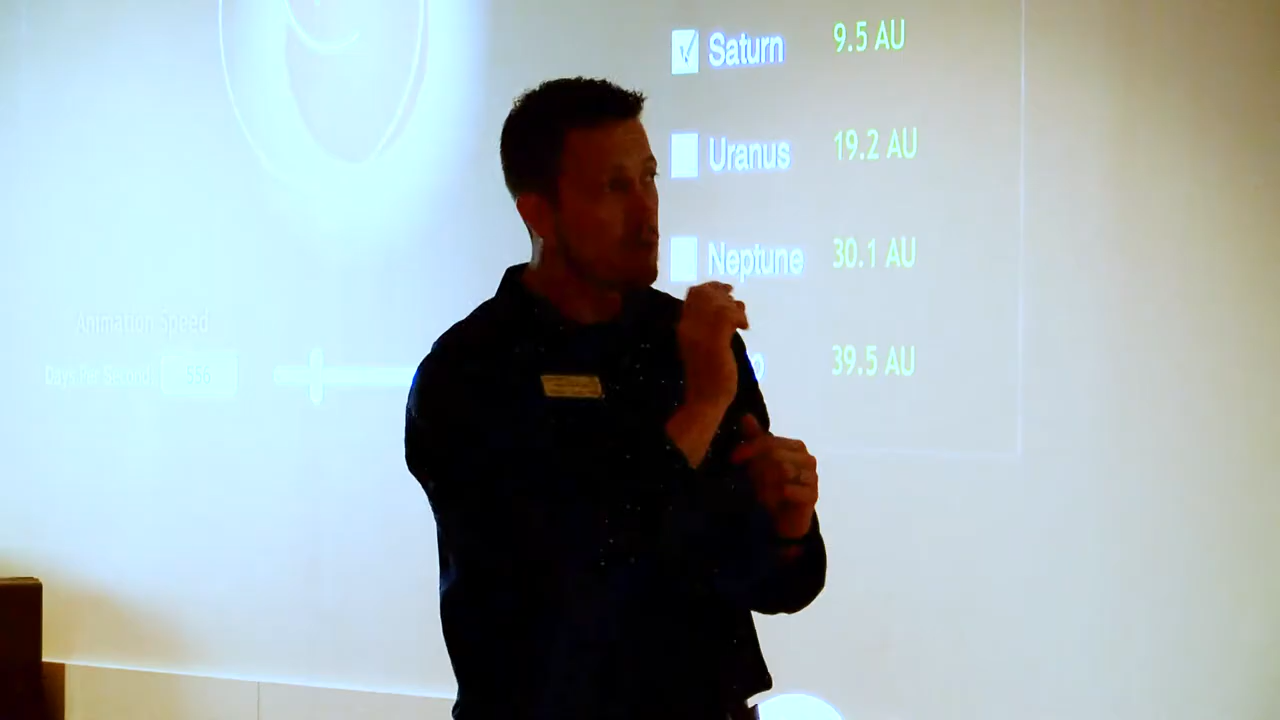 Saturn 9.5 AU
Uranus 19.2 AU
Neptune 30.1 AU
39.5 AU
Animation Speed
Days Per Second 556